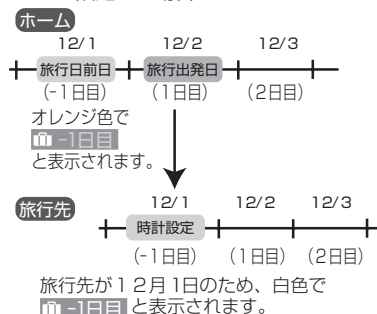 ホーム
12/1 12/2 12/3
旅行日前日 旅行出発日
(-1日目) (1日目) (2日目)
オレンジ色で
-1日目
と表示されます。
旅行先
12/1 12/2 12/3
時計設定
(-1日目) (1日目) (2日目)
旅行先が12月1日のため、白色で
-1日目 と表示されます。